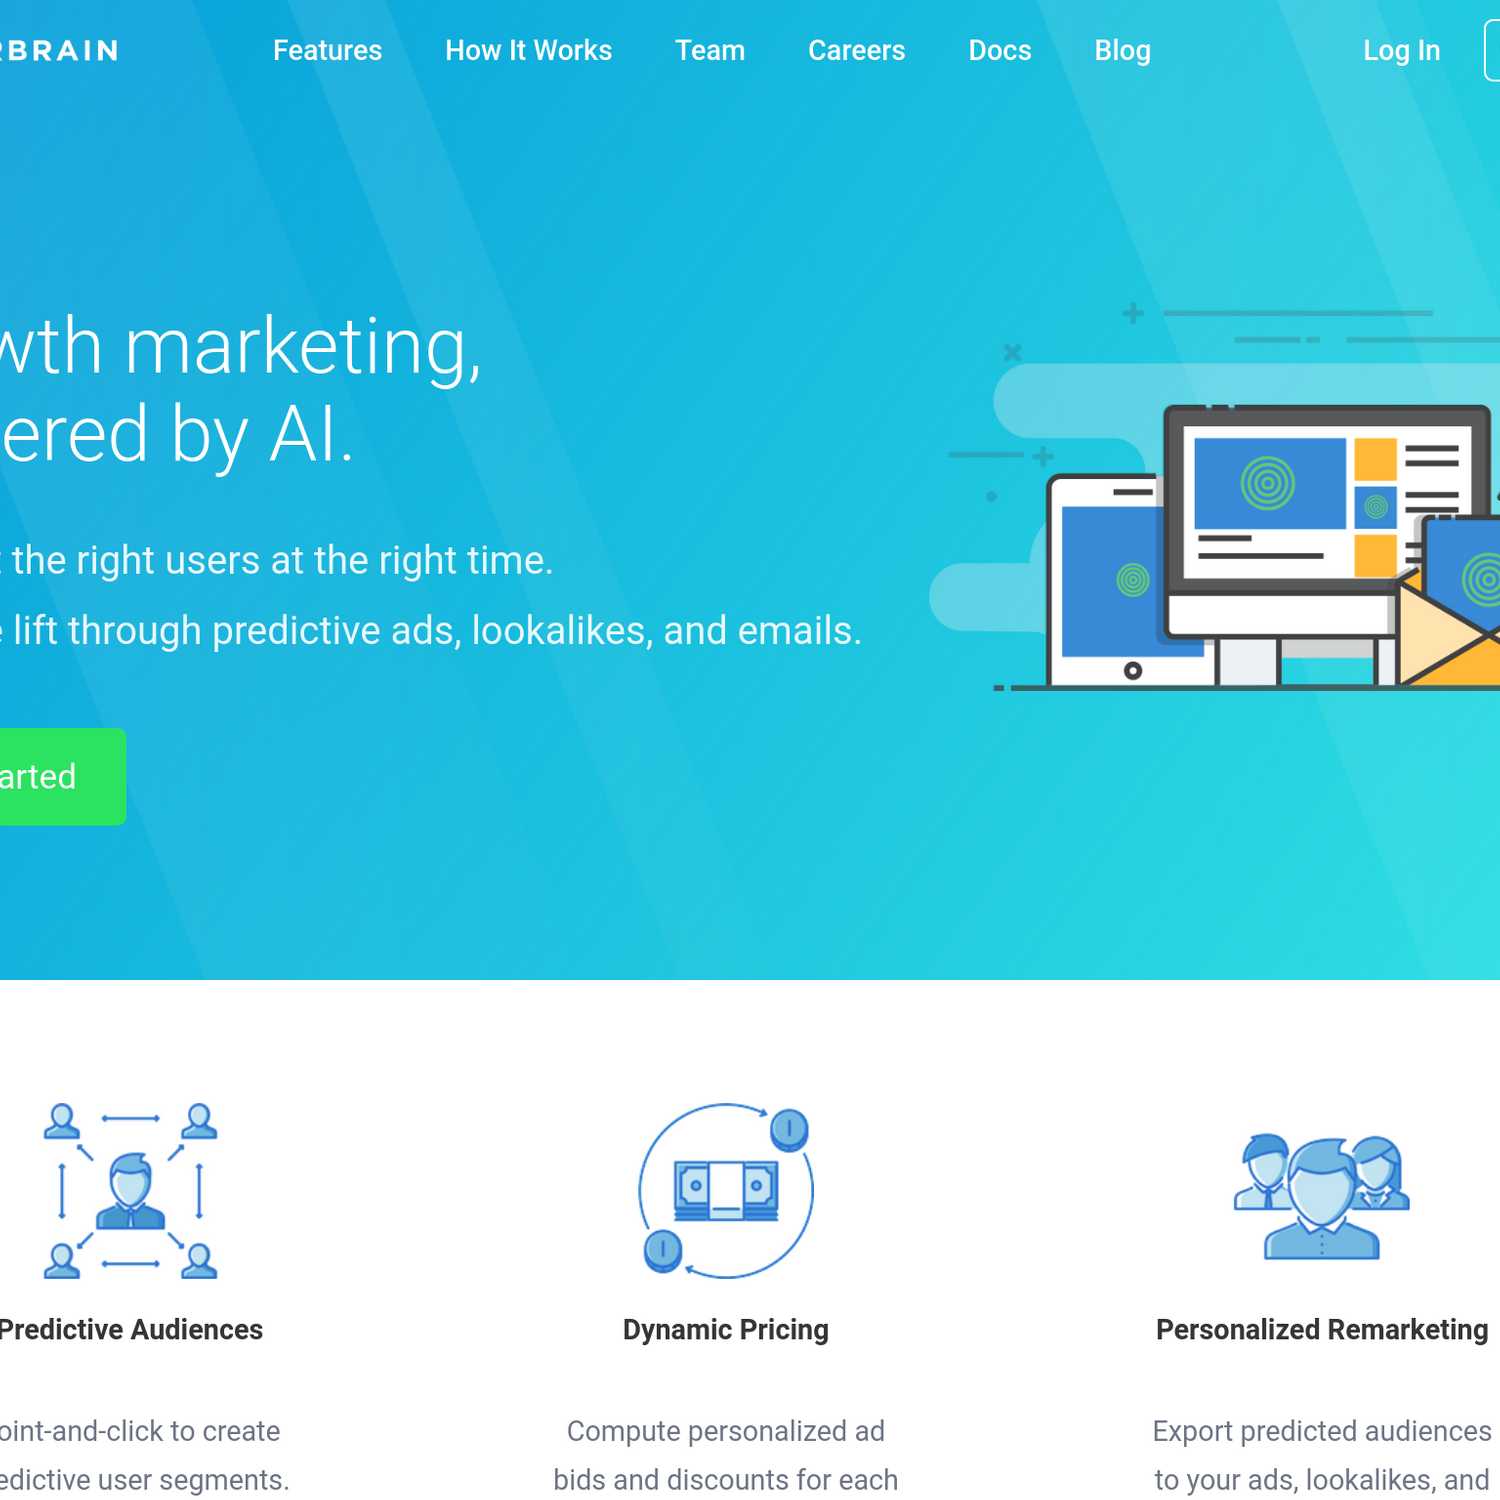 RBRAIN Features How It Works Team Careers Docs Blog Log In
wth marketing,
ered by AI.
the right users at the right time.
lift through predictive ads, lookalikes, and emails.
arted
Predictive Audiences
oint-and-click to create
edictive user segments.
Dynamic Pricing
Compute personalized ad
bids and discounts for each
Personalized Remarketing
Export predicted audiences
to your ads, lookalikes, and